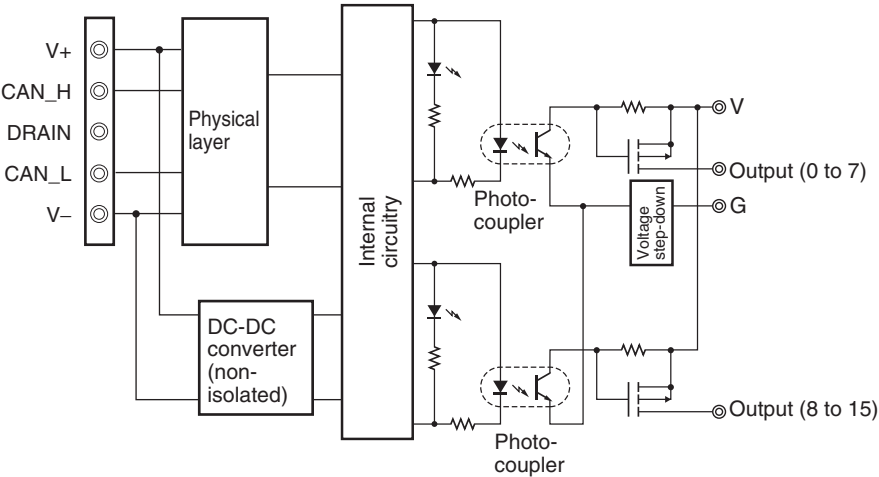 V+
CAN_H
DRAIN
CAN_L
V–
Physical
layer
DC-DC
converter
(non-
isolated)
Internal
circuitry
Photo-
coupler
Voltage
step-down
V
Output (0 to 7)
G
Photo-
coupler
Output (8 to 15)